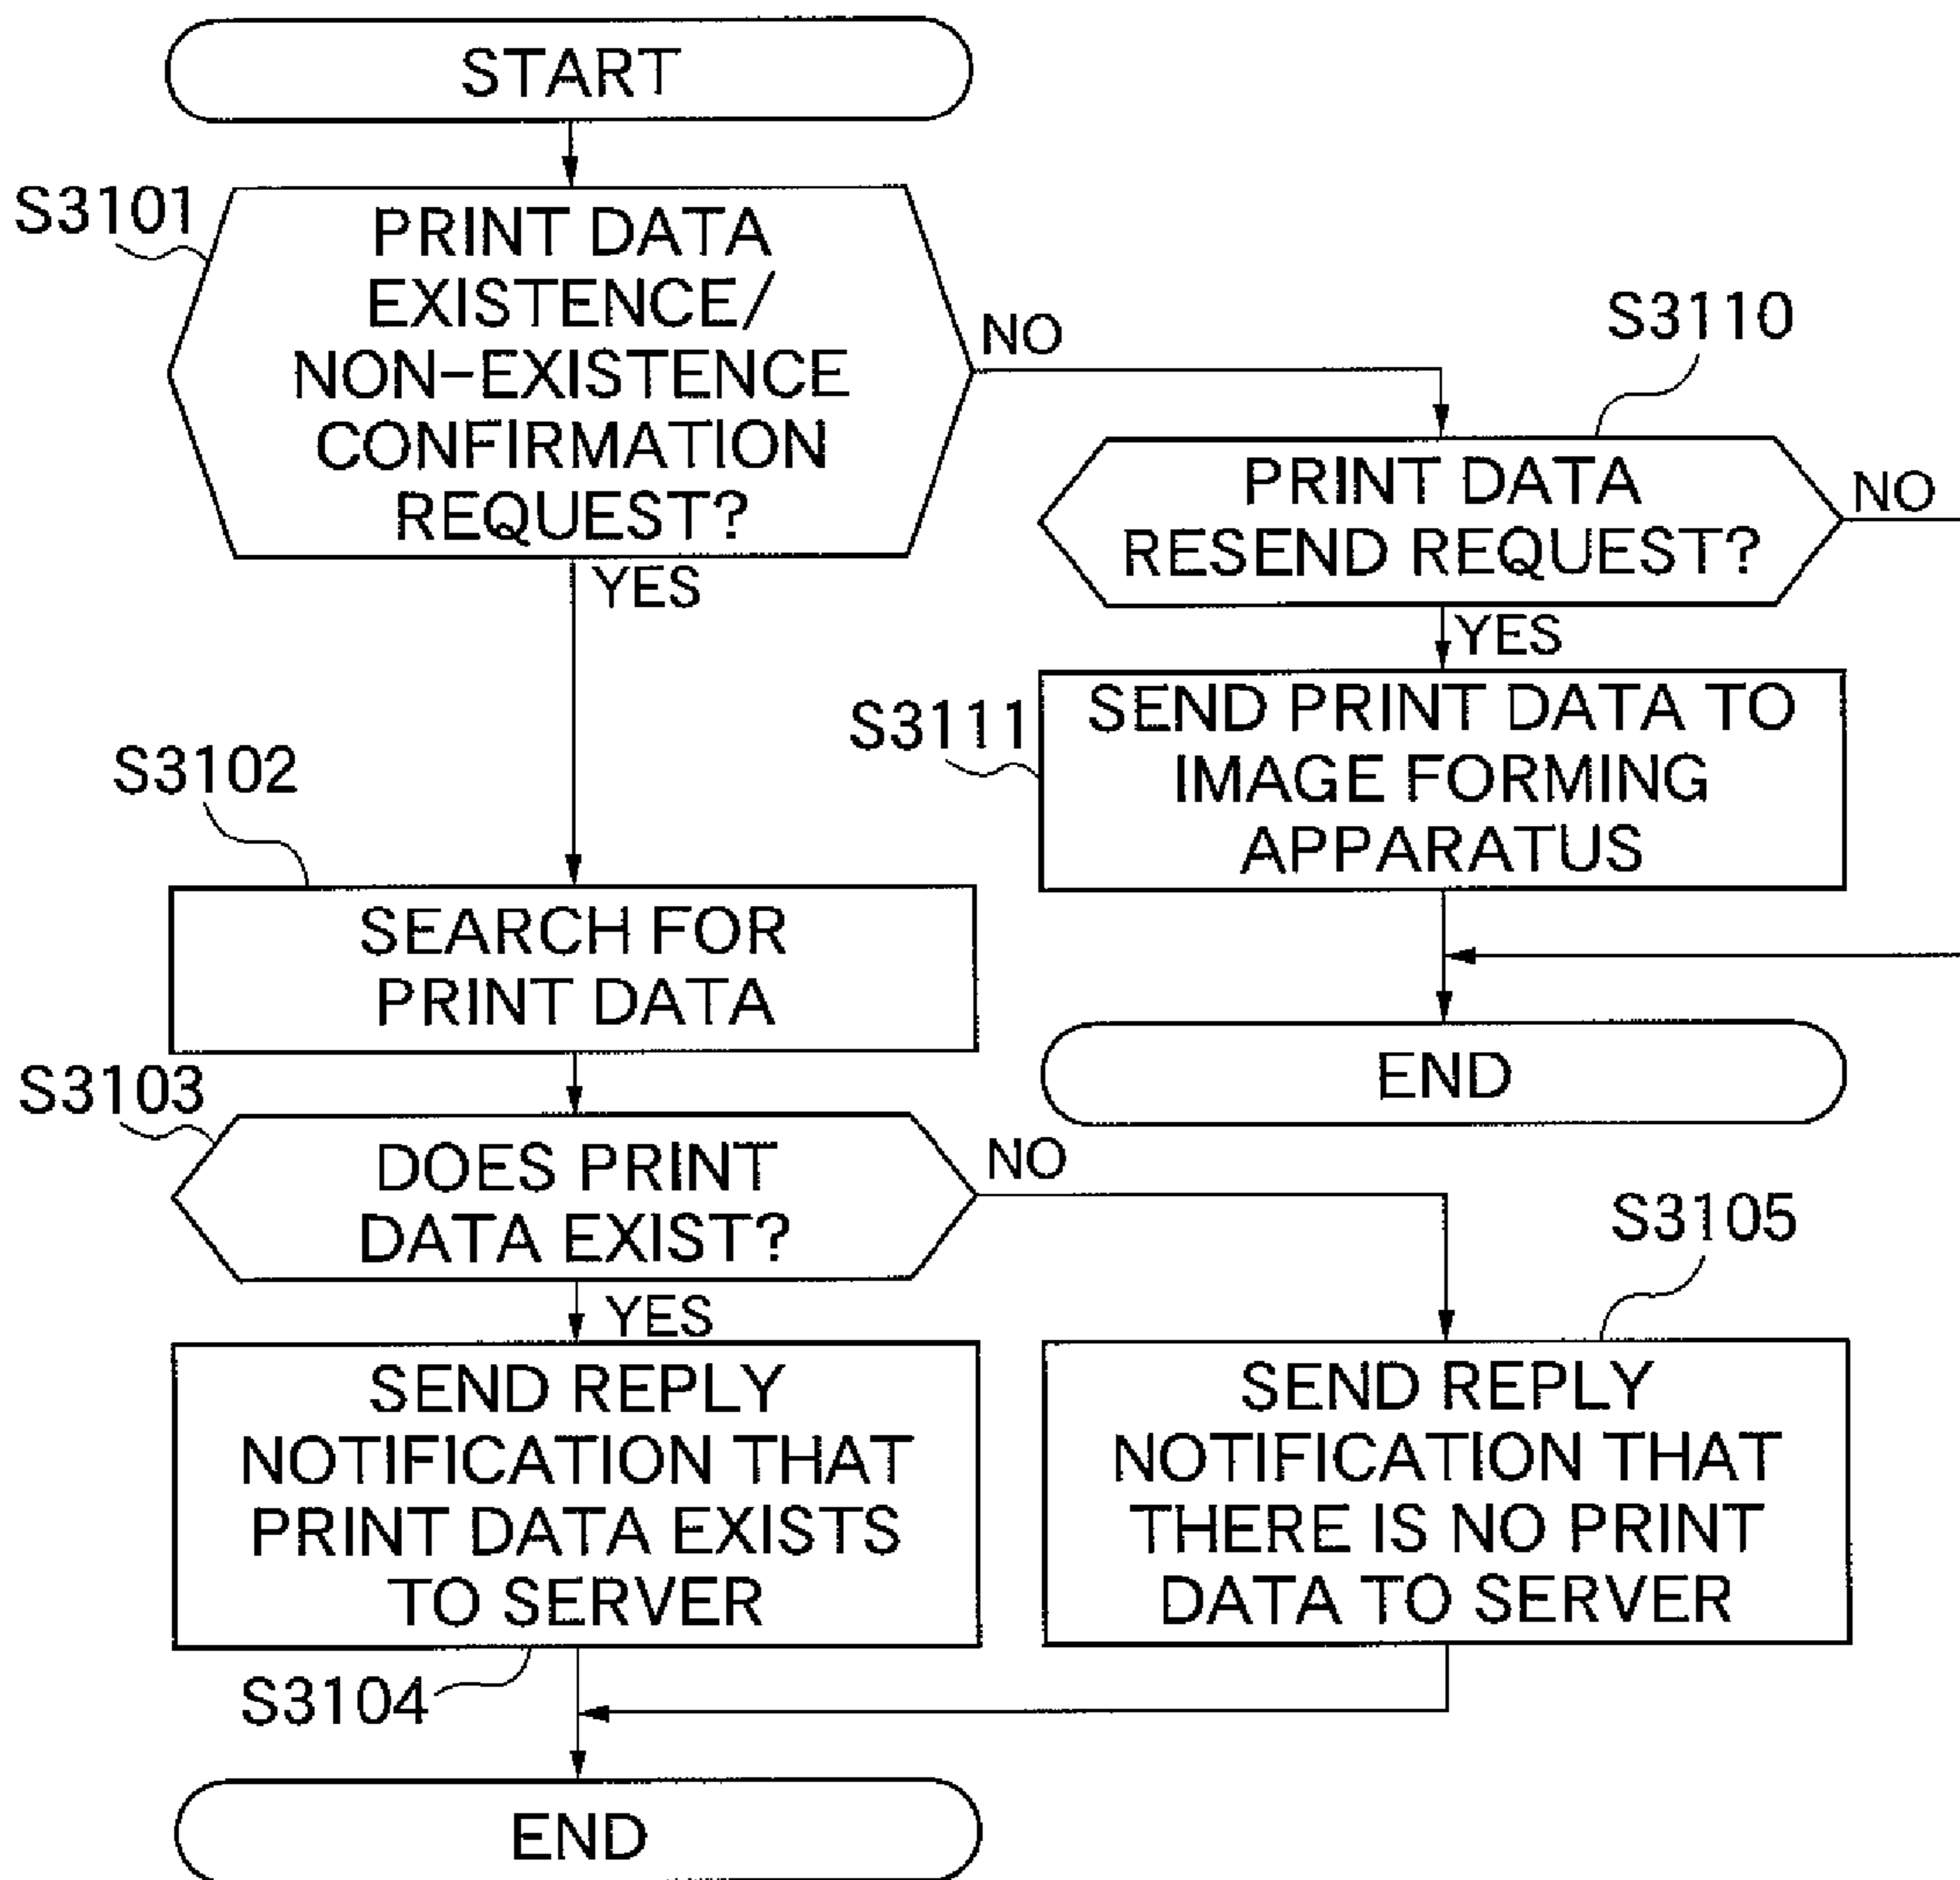 START
S3101
PRINT DATA
EXISTENCE/
NON-EXISTENCE
CONFIRMATION
REQUEST?
NO
YES
S3110
PRINT DATA
RESEND REQUEST?
NO
YES
S3111
SEND PRINT DATA TO
IMAGE FORMING
APPARATUS
END
S3102
SEARCH FOR
PRINT DATA
S3103
DOES PRINT
DATA EXIST?
NO
YES
S3105
SEND REPLY
NOTIFICATION THAT
PRINT DATA EXISTS
TO SERVER
S3104
SEND REPLY
NOTIFICATION THAT
THERE IS NO PRINT
DATA TO SERVER
END